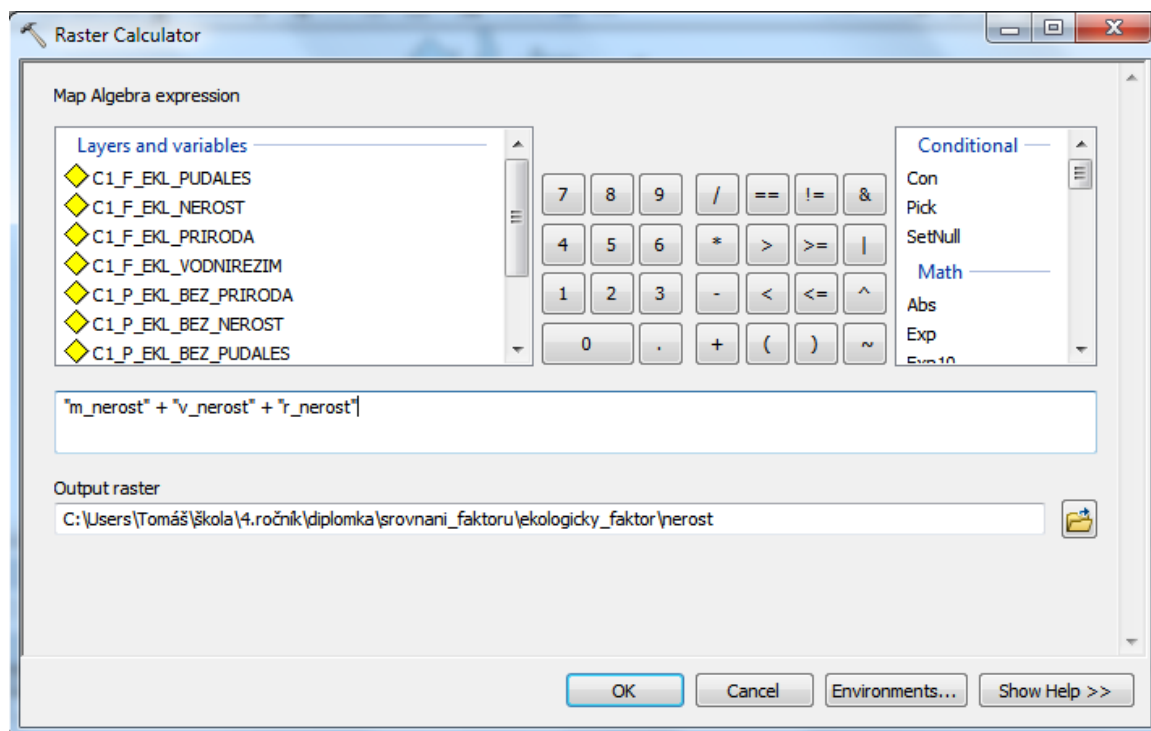 Raster Calculator
X
Map Algebra expression
Layers and variables
C1_F_EKL_PUDALES
C1_F_EKL_NEROST
C1_F_EKL_PRIRODA
C1_F_EKL_VODNIREZIM
C1_P_EKL_BEZ_PRIRODA
C1_P_EKL_BEZ_NEROST
C1_P_EKL_BEZ_PUDALES
7 8 9 / == != &
4 5 6 * > >= |
1 2 3 - < <= ^
0 . + ( ) ~
Conditional
Con
Pick
SetNull
Math
Abs
Exp
Exp10
"m_nerost" + "v_nerost" + "r_nerost"
Output raster
C:\Users\Tomáš\škola\4.ročník\diplomka\srovnani_faktoru\ekologicky_faktor\nerost
OK Cancel Environments... Show Help >>